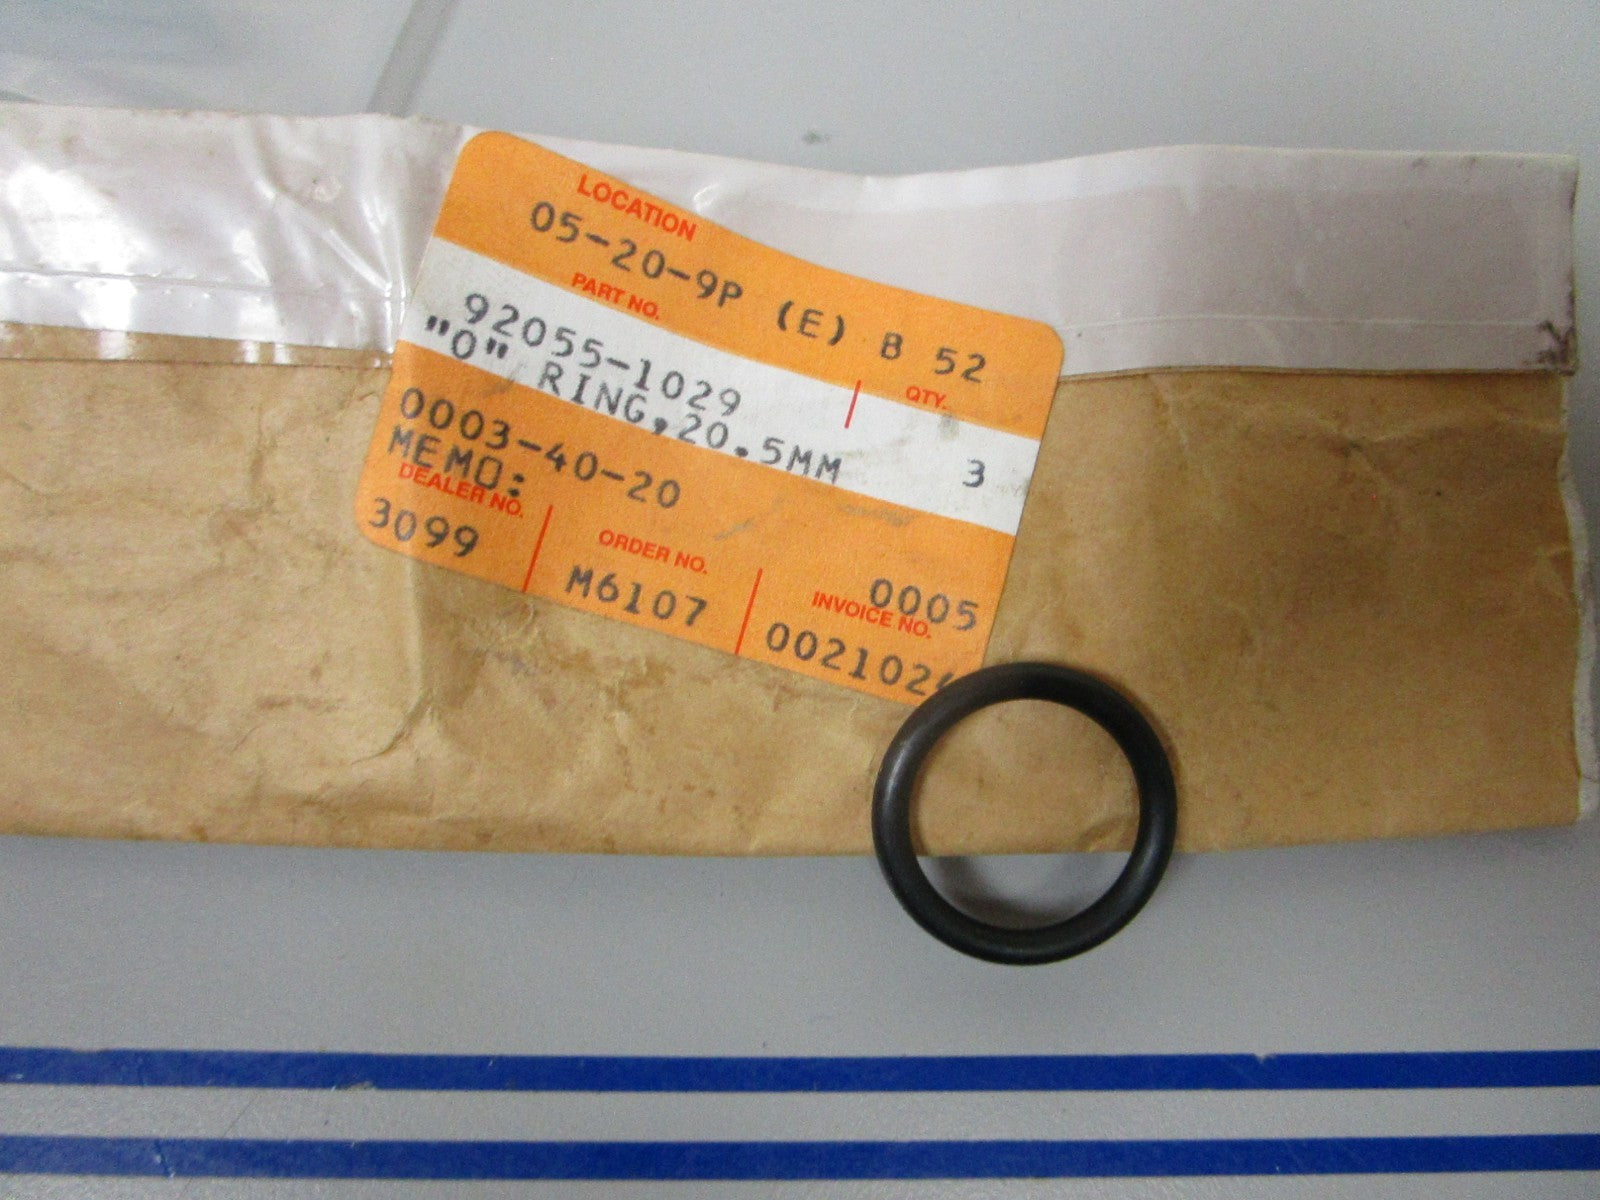 LOCATION
05-20-9P (E) B 52
PART NO.
QTY.
92055-1029
"O" RING,20.5MM
3
0003-40-20
MEMO:
DEALER NO.
3099
ORDER NO.
M6107
0005
INVOICE NO.